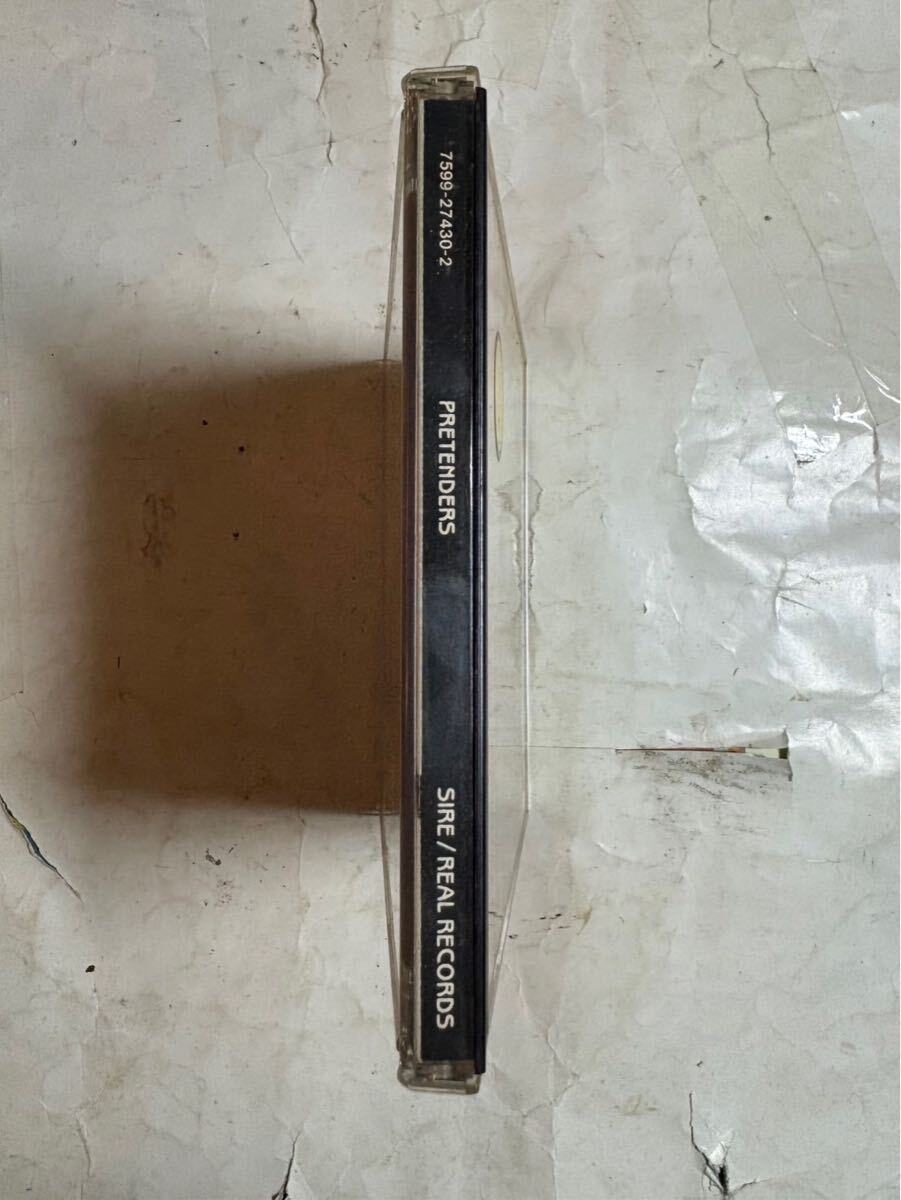 7599-27430-2
PRETENDERS
SIRE/REAL RECORDS